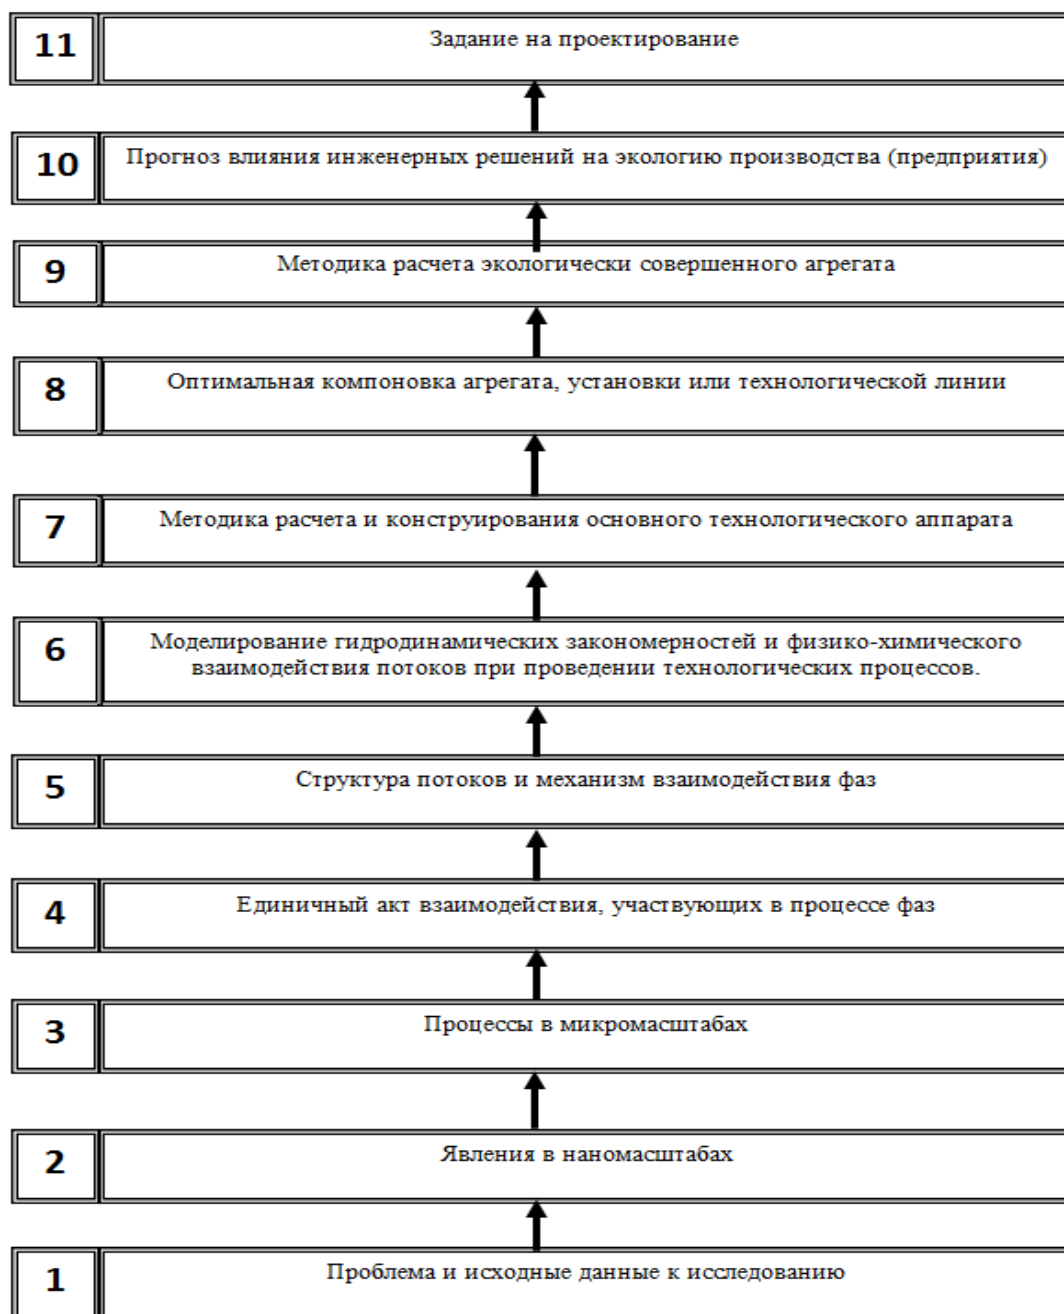 11
Задание на проектирование
10
Прогноз влияния инженерных решений на экологию производства (предприятия)
9
Методика расчета экологически совершенного агрегата
8
Оптимальная компоновка агрегата, установки или технологической линии
7
Методика расчета и конструирования основного технологического аппарата
6
Моделирование гидродинамических закономерностей и физико-химического
взаимодействия потоков при проведении технологических процессов.
5
Структура потоков и механизм взаимодействия фаз
4
Единичный акт взаимодействия, участвующих в процессе фаз
3
Процессы в микромасштабах
2
Явления в наномасштабах
1
Проблема и исходные данные к исследованию